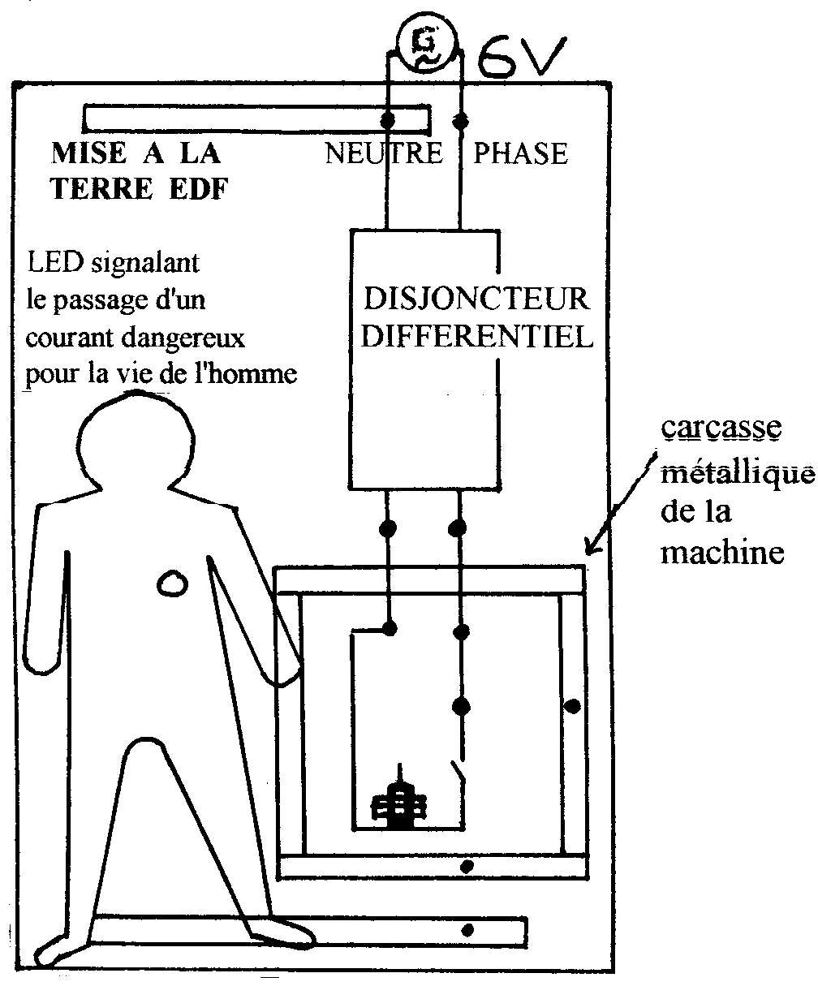 G
~
6V
MISE A LA
TERRE EDF
NEUTRE
PHASE
LED signalant
le passage d'un
courant dangereux
pour la vie de l'homme
DISJONCTEUR
DIFFERENTIEL
carcasse
métallique
de la
machine